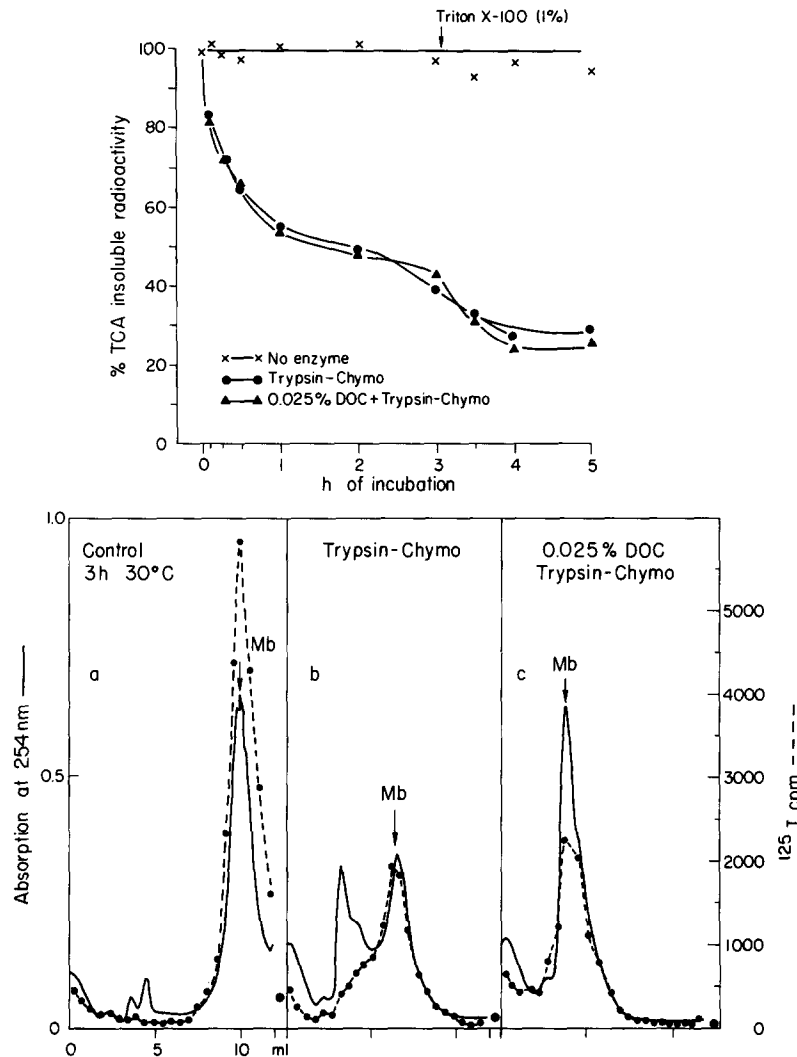 Triton X-100 (1%)
100
80
60
40
20
0
% TCA insoluble radioactivity
No enzyme
Trypsin-Chymo
0.025% DOC + Trypsin-Chymo
0 1 2 3 4 5
h of incubation
1.0
0.5
0
Absorption at 254 nm
Control
3h 30°C
Mb
a
Trypsin-Chymo
b
Mb
0.025% DOC
Trypsin-Chymo
Mb
c
5000
4000
3000
2000
1000
0
125 I cpm
0 5 10 ml